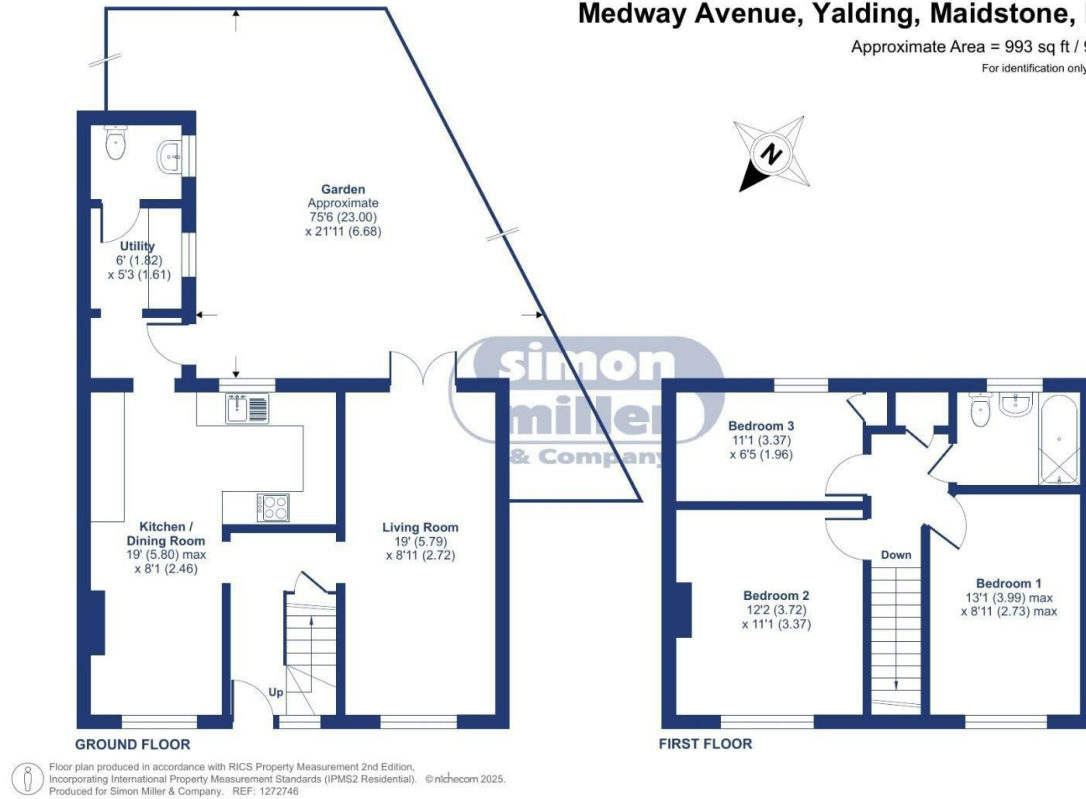 Medway Avenue, Yalding, Maidstone,
Approximate Area = 993 sq ft /
For identification only
N
Garden
Approximate
75'6 (23.00)
x 21'11 (6.68)
Utility
6' (1.82)
x 5'3 (1.61)
simon
miller
& Company
Kitchen /
Dining Room
19' (5.80) max
x 8'1 (2.46)
Living Room
19' (5.79)
x 8'11 (2.72)
Up
GROUND FLOOR
Bedroom 3
11'1 (3.37)
x 6'5 (1.96)
Bedroom 2
12'2 (3.72)
x 11'1 (3.37)
Down
Bedroom 1
13'1 (3.99) max
x 8'11 (2.73) max
FIRST FLOOR
Floor plan produced in accordance with RICS Property Measurement 2nd Edition,
Incorporating International Property Measurement Standards (IPMS2 Residential). © nichecom 2025.
Produced for Simon Miller & Company. REF: 1272746